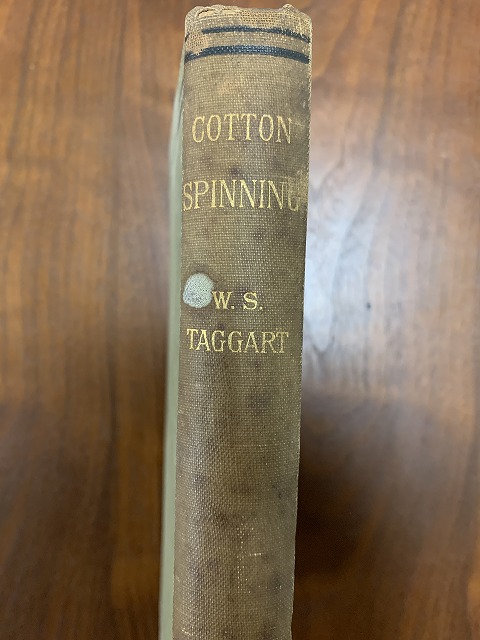 COTTON
SPINNING
W. S.
TAGGART